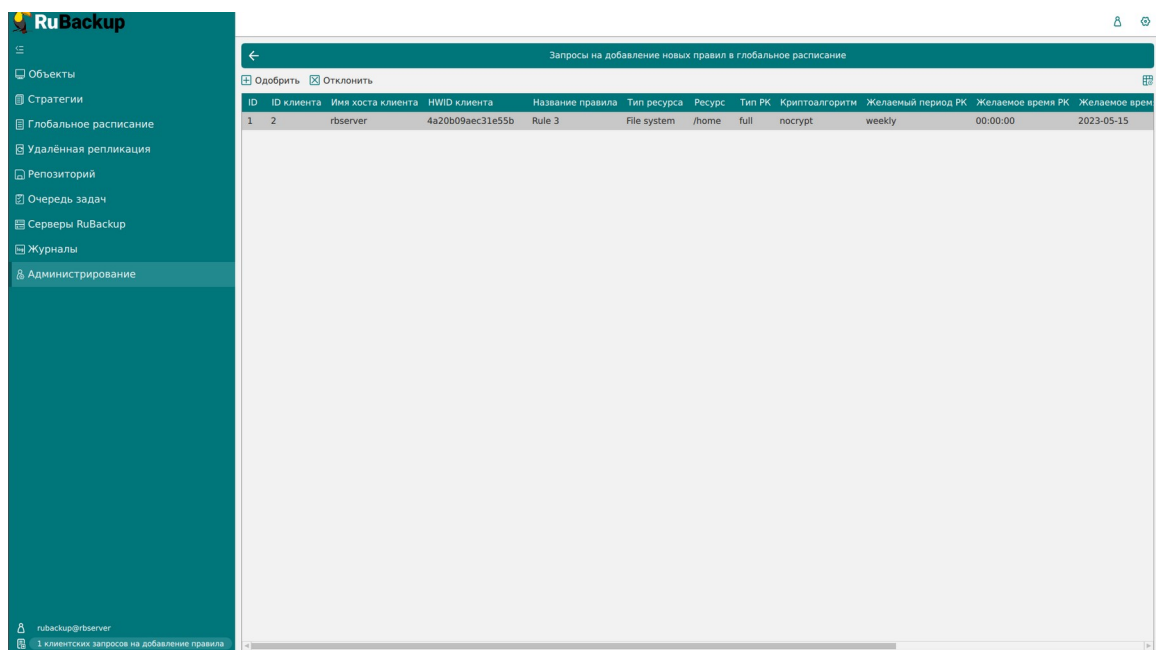 RuBackup
Объекты
Стратегии
Глобальное расписание
Удалённая репликация
Репозиторий
Очередь задач
Серверы RuBackup
Журналы
Администрирование
rubackup@rbserver
1 клиентских запросов на добавление правила
Запросы на добавление новых правил в глобальное расписание
Одобрить Отклонить
ID ID клиента Имя хоста клиента HWID клиента Название правила Тип ресурса Ресурс Тип РК Криптоалгоритм Желаемый период РК Желаемое время РК Желаемое врем
1 2 rbserver 4a20b09aec31e55b Rule 3 File system /home full nocrypt weekly 00:00:00 2023-05-15